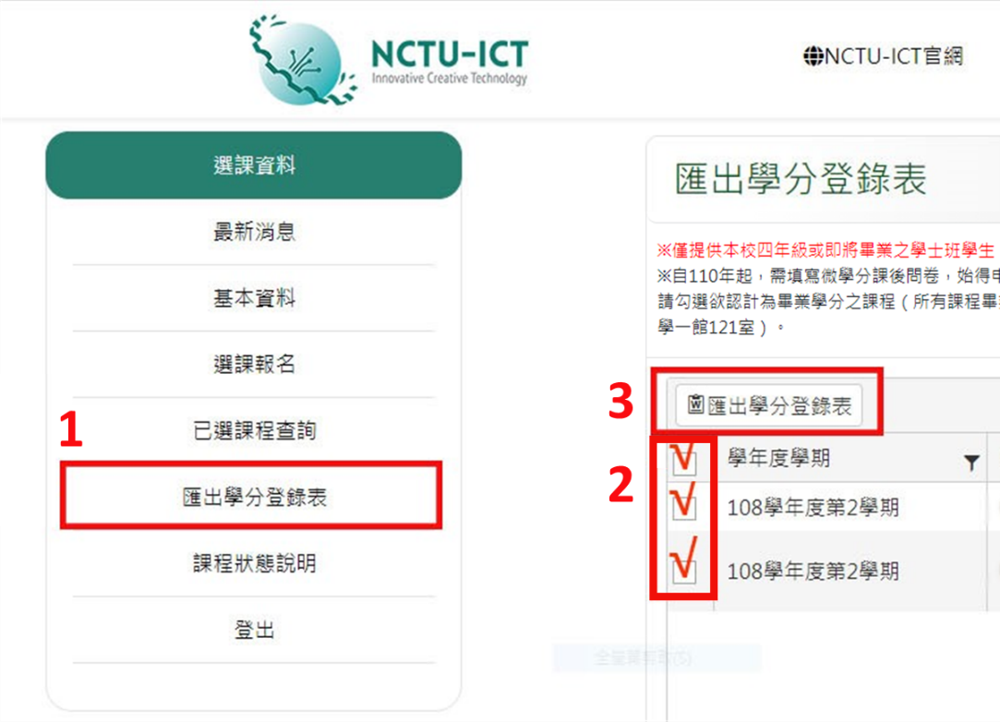 NCTU-ICT
Innovative Creative Technology
NCTU-ICT官網
選課資料
最新消息
基本資料
選課報名
1
已選課程查詢
匯出學分登錄表
課程狀態說明
登出
匯出學分登錄表
※僅提供本校四年級或即將畢業之學士班學生
※自110年起，需填寫微學分課後問卷，始得申
請勾選欲認計為畢業學分之課程（所有課程畢
學一館121室）。
3
匯出學分登錄表
2
學年度學期
108學年度第2學期
108學年度第2學期